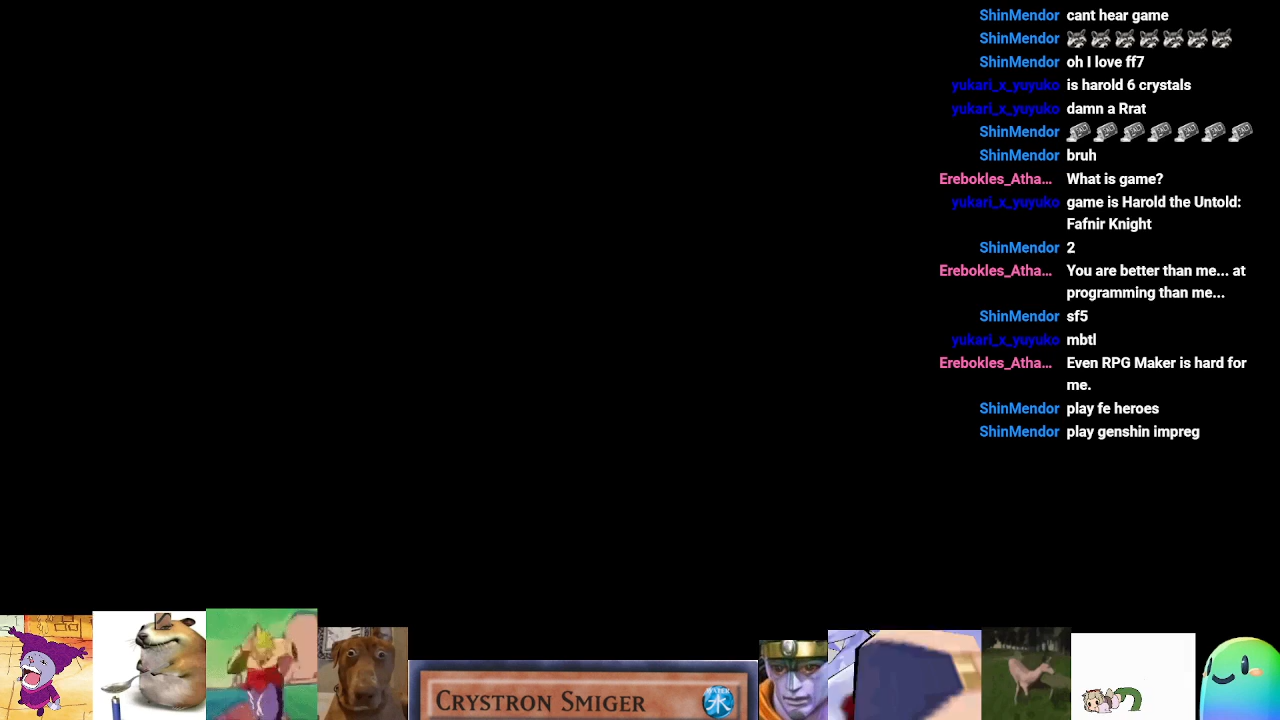 ShinMendor cant hear game
ShinMendor
ShinMendor oh I love ff7
yukari_x_yuyuko is harold 6 crystals
yukari_x_yuyuko damn a Rrat
ShinMendor
ShinMendor bruh
Erebokles_Atha... What is game?
yukari_x_yuyuko game is Harold the Untold:
Fafnir Knight
ShinMendor 2
Erebokles_Atha... You are better than me... at
programming than me...
ShinMendor sf5
yukari_x_yuyuko mbtl
Erebokles_Atha... Even RPG Maker is hard for
me.
ShinMendor play fe heroes
ShinMendor play genshin impreg
CRYSTRON SMIGER
水